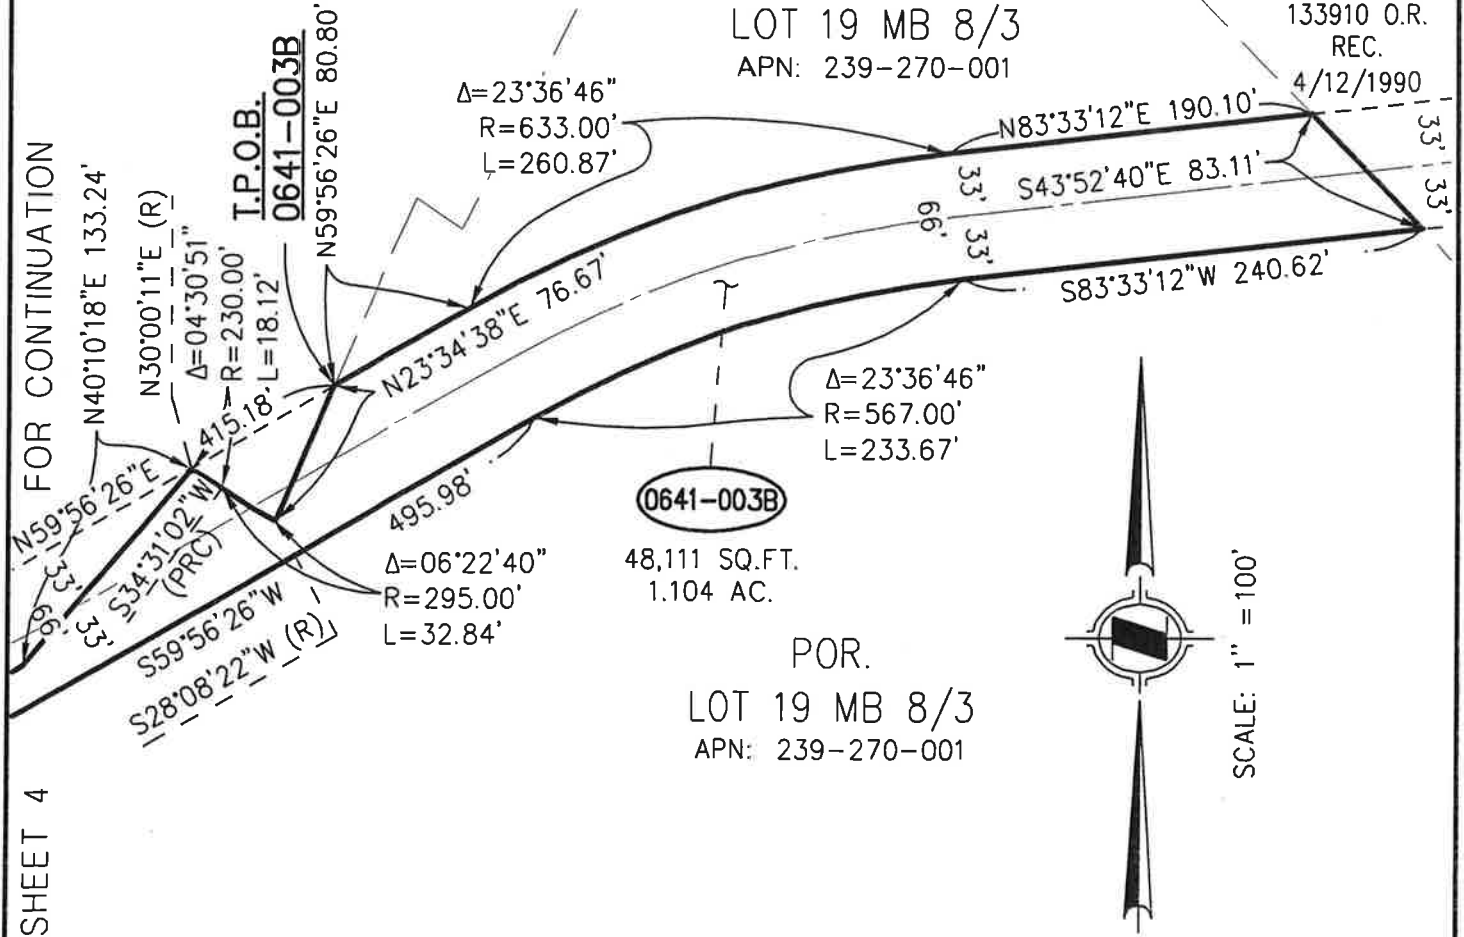 LOT 19 MB 8/3
APN: 239-270-001
133910 O.R.
REC.
4/12/1990
T.P.O.B.
0641-003B
N59°56'26"E 80.80'
Δ=23°36'46"
R=633.00'
L=260.87'
N83°33'12"E 190.10'
S43°52'40"E 83.11'
33'
33'
33'
66'
33'
S83°33'12"W 240.62'
FOR CONTINUATION
N40°10'18"E 133.24'
N30°00'11"E (R)
Δ=04°30'51"
R=230.00'
L=18.12'
N23°34'38"E 76.67'
415.18'
N59°56'26"E
S34°31'02"W
(PRC)
33'
66'
33'
495.98'
S59°56'26"W
S28°08'22"W (R)
Δ=06°22'40"
R=295.00'
L=32.84'
Δ=23°36'46"
R=567.00'
L=233.67'
0641-003B
48,111 SQ.FT.
1.104 AC.
POR.
LOT 19 MB 8/3
APN: 239-270-001
SCALE: 1" =100'
SHEET 4